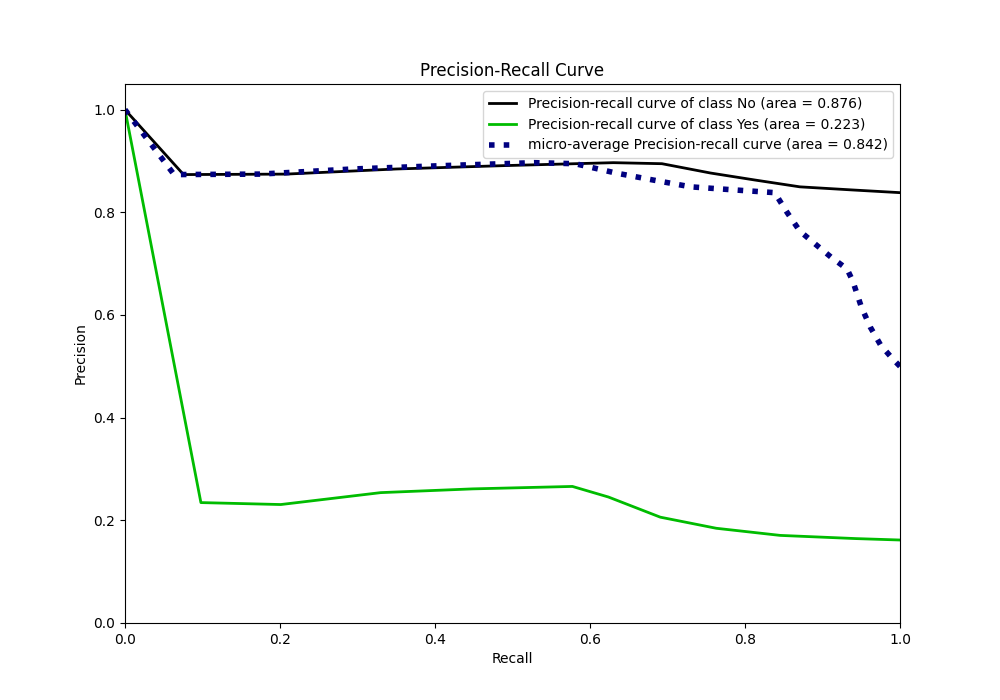 Precision-Recall Curve
Precision-recall curve of class No (area = 0.876)
Precision-recall curve of class Yes (area = 0.223)
micro-average Precision-recall curve (area = 0.842)
Precision
1.0
0.8
0.6
0.4
0.2
0.0
0.0 0.2 0.4 0.6 0.8 1.0
Recall